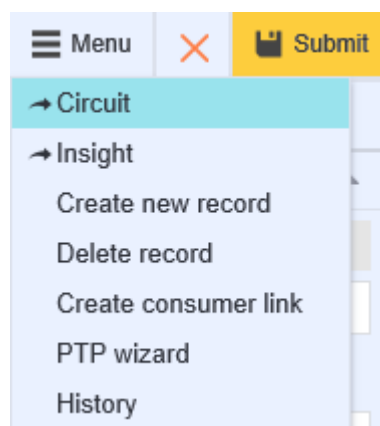 Menu
Submit
Circuit
Insight
Create new record
Delete record
Create consumer link
PTP wizard
History